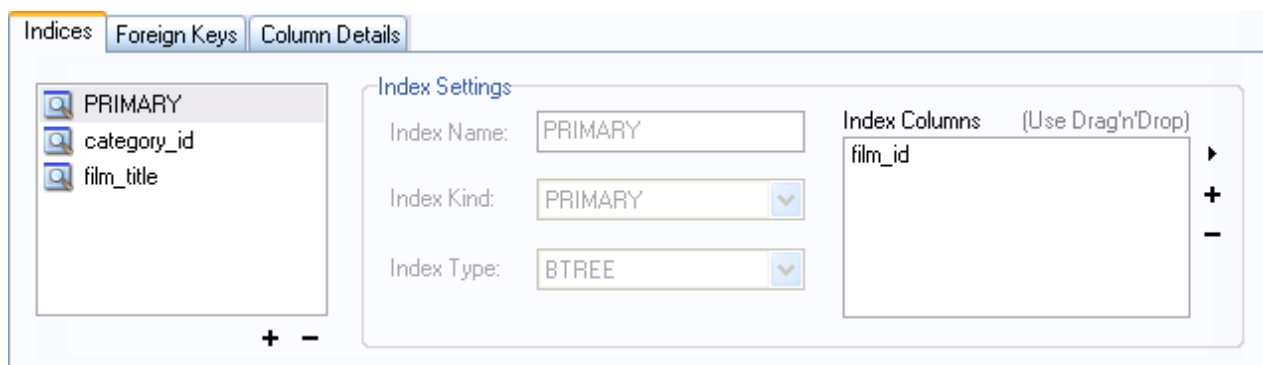 Indices Foreign Keys Column Details
PRIMARY
category_id
film_title
Index Settings
Index Name: PRIMARY
Index Kind: PRIMARY
Index Type: BTREE
Index Columns (Use Drag'n'Drop)
film_id